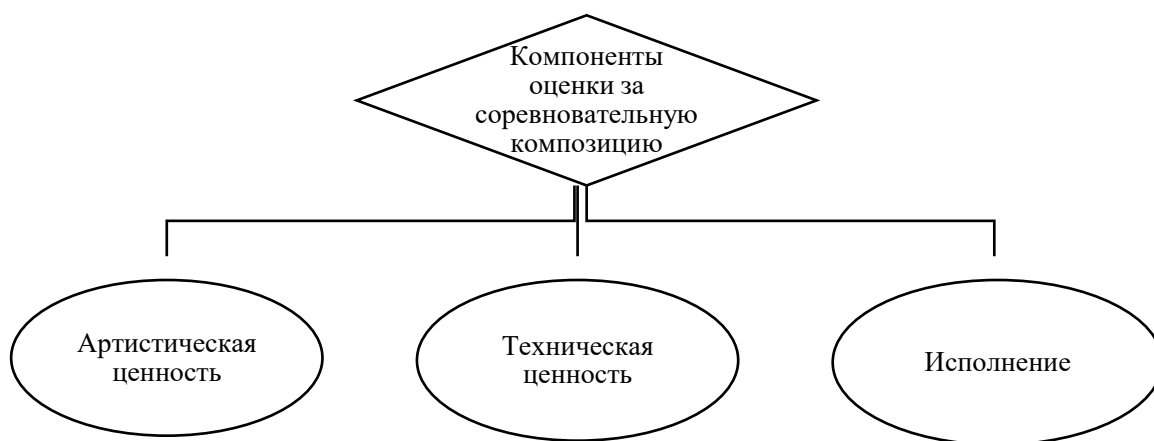 Компоненты
оценки за
соревновательную
композицию
Артистическая
ценность
Техническая
ценность
Исполнение